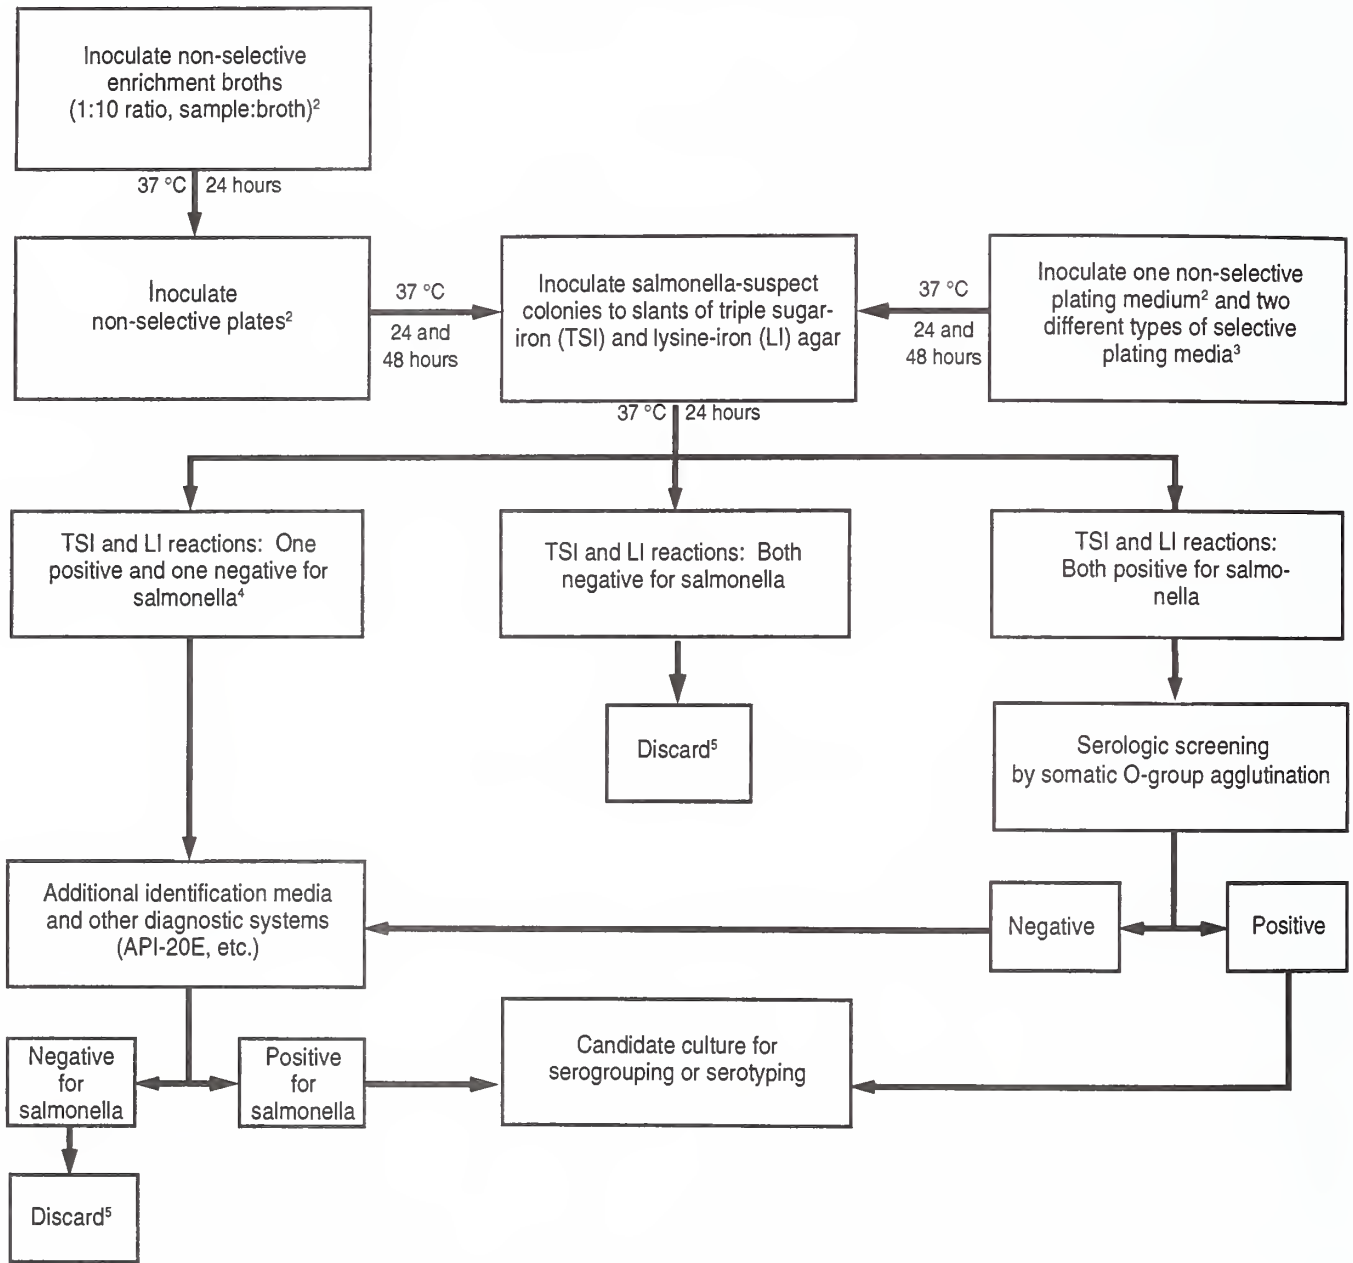 Inoculate non-selective
enrichment broths
(1:10 ratio, sample:broth)²
37 °C 24 hours
Inoculate
non-selective plates²
37 °C
24 and
48 hours
Inoculate salmonella-suspect
colonies to slants of triple sugar-
iron (TSI) and lysine-iron (LI) agar
37 °C
24 and
48 hours
Inoculate one non-selective
plating medium² and two
different types of selective
plating media³
37 °C 24 hours
TSI and LI reactions: One
positive and one negative for
salmonella⁴
TSI and LI reactions: Both
negative for salmonella
TSI and LI reactions:
Both positive for salmo-
nella
Discard⁵
Serologic screening
by somatic O-group agglutination
Additional identification media
and other diagnostic systems
(API-20E, etc.)
Negative
Positive
Negative
for
salmonella
Positive
for
salmonella
Candidate culture for
serogrouping or serotyping
Discard⁵